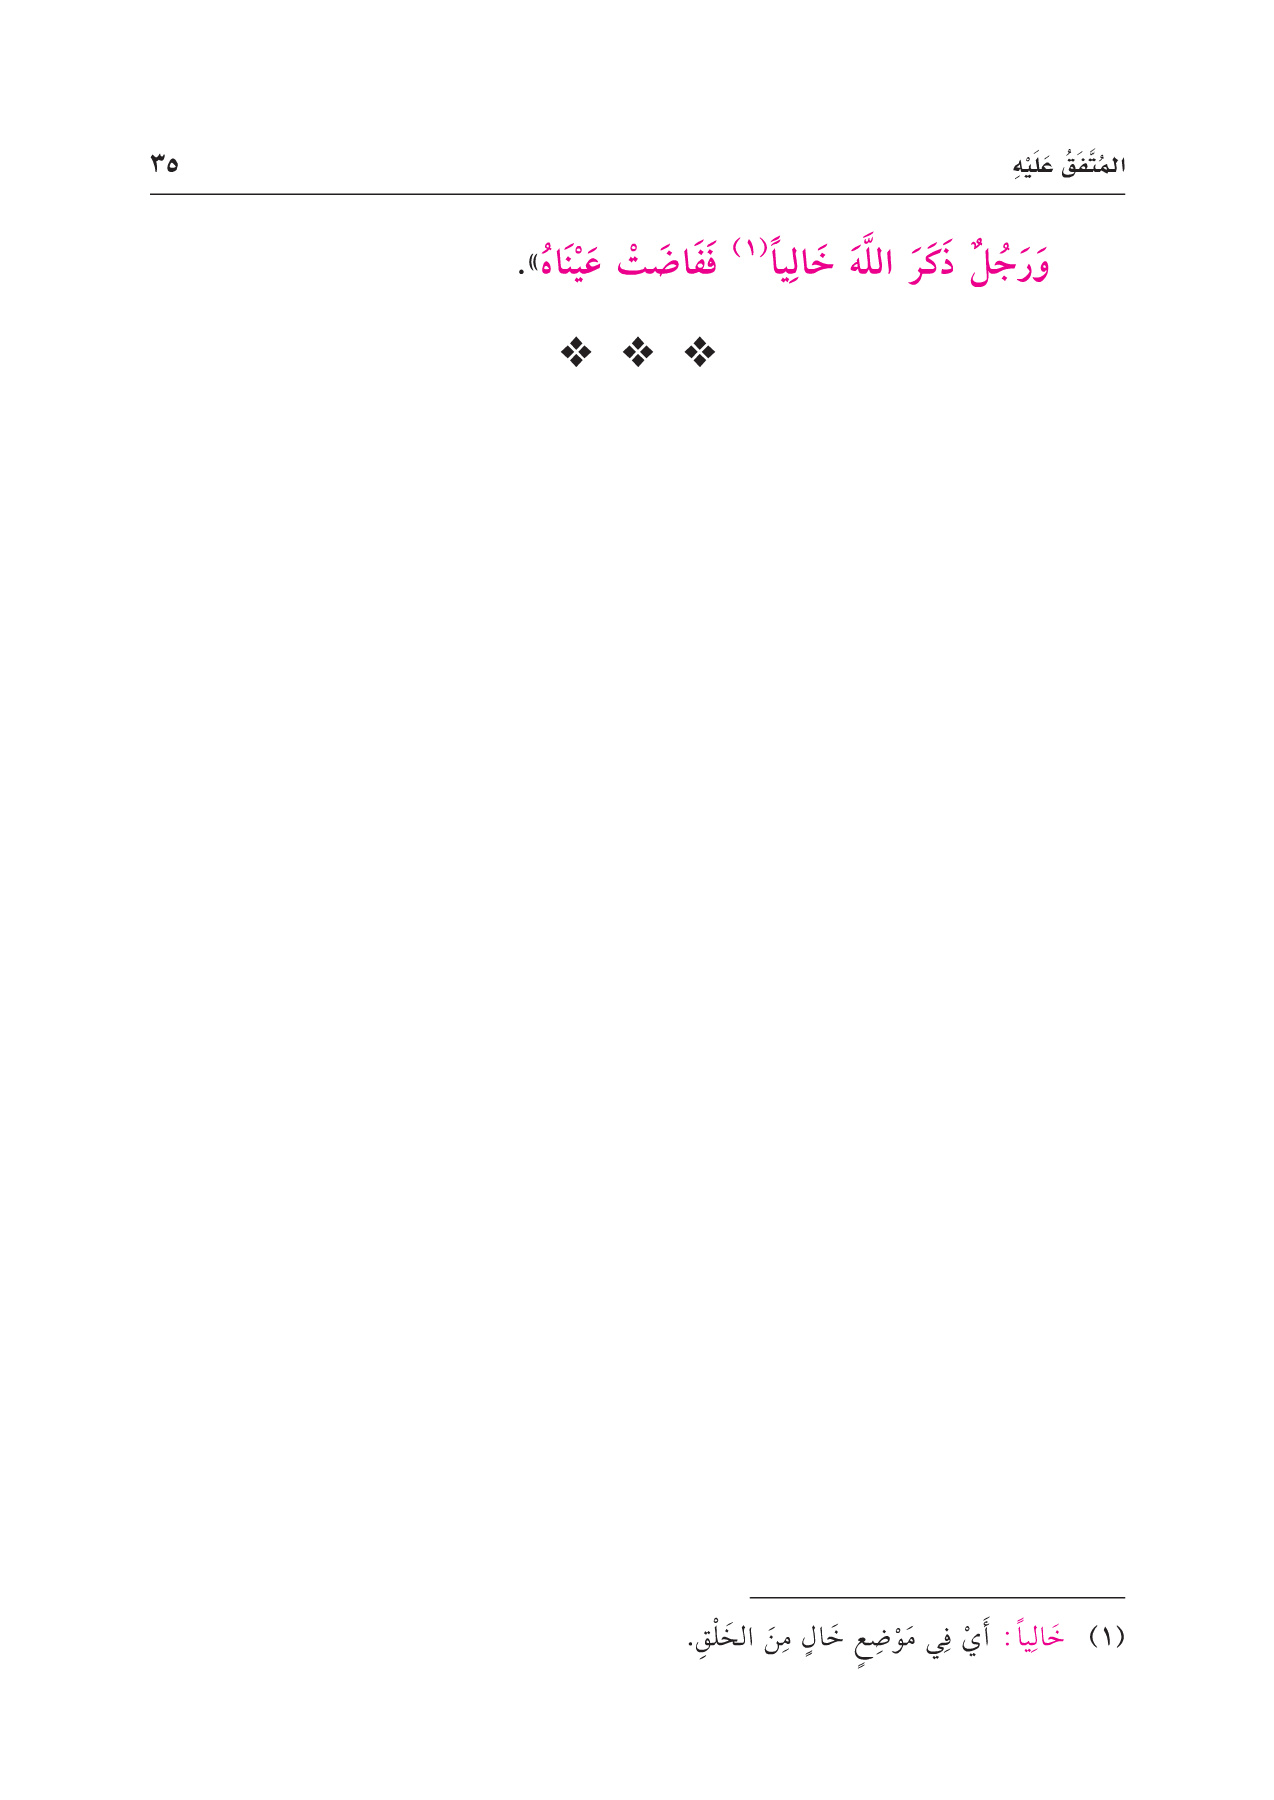 المُتَّفَقُ عَلَيْهِ ٣٥
وَرَجُلٌ ذَكَرَ اللَّهَ خَالِياً(١) فَفَاضَتْ عَيْنَاهُ».
❖ ❖ ❖
(١) خَالِياً: أَيْ فِي مَوْضِعٍ خَالٍ مِنَ الخَلْقِ.